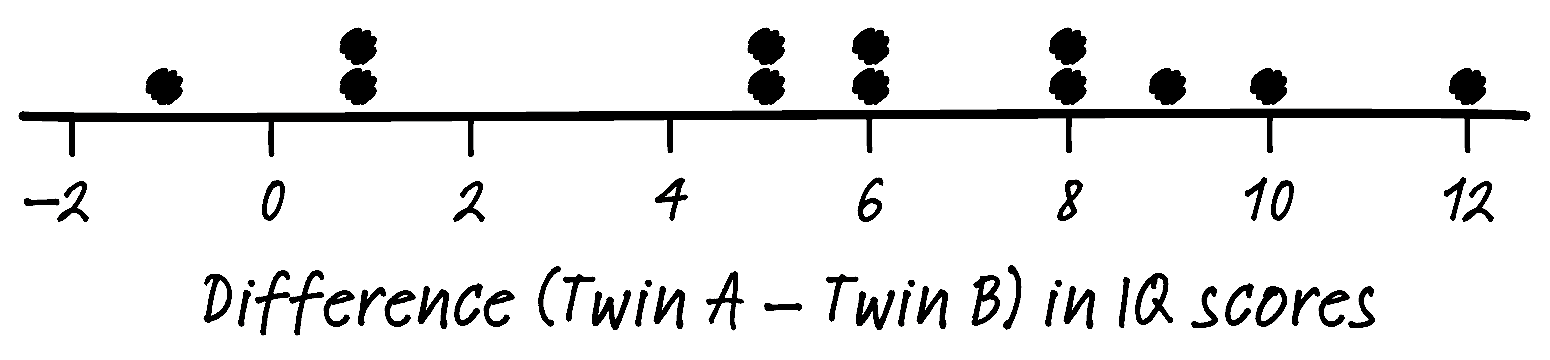 −2 0 2 4 6 8 10 12
Difference (Twin A – Twin B) in IQ scores